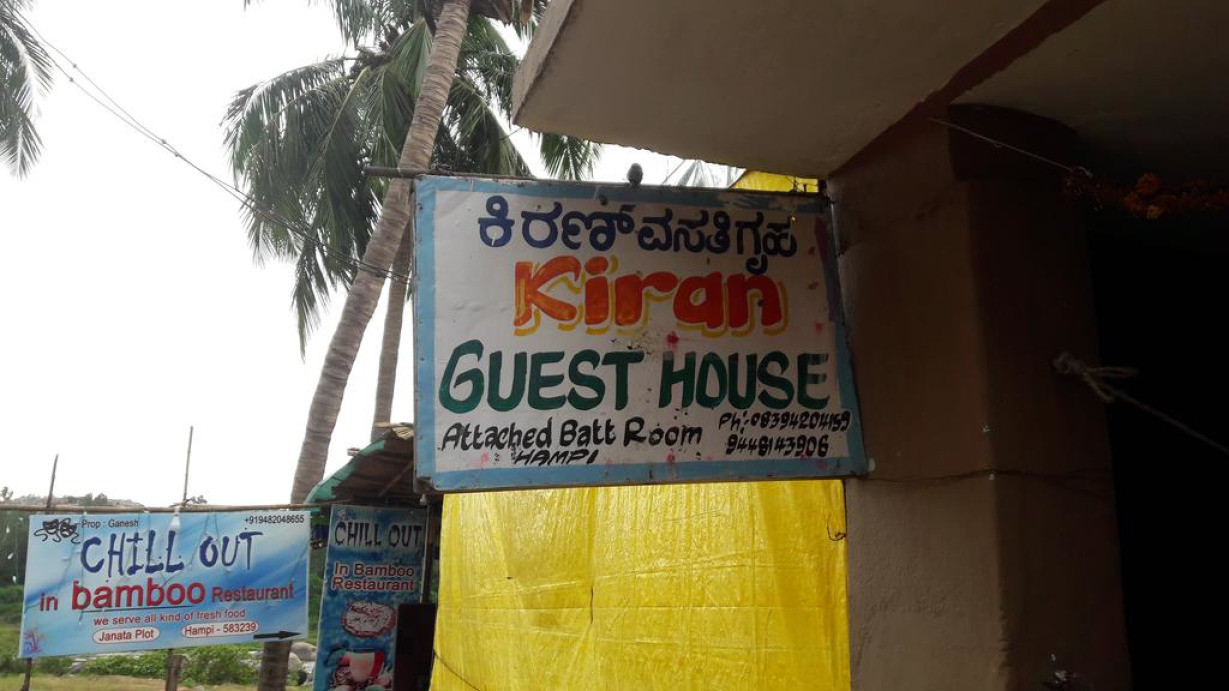 ಕಿರಣ್ ವಸತಿಗೃಹ
Kiran
GUEST HOUSE
Attached Batt Room
HAMPI
Ph:-08394204159
9448143906
Prop : Ganesh
+919482048655
CHILL OUT
in bamboo Restaurant
we serve all kind of fresh food
Janata Plot
Hampi - 583239
CHILL OUT
In Bamboo
Restaurant